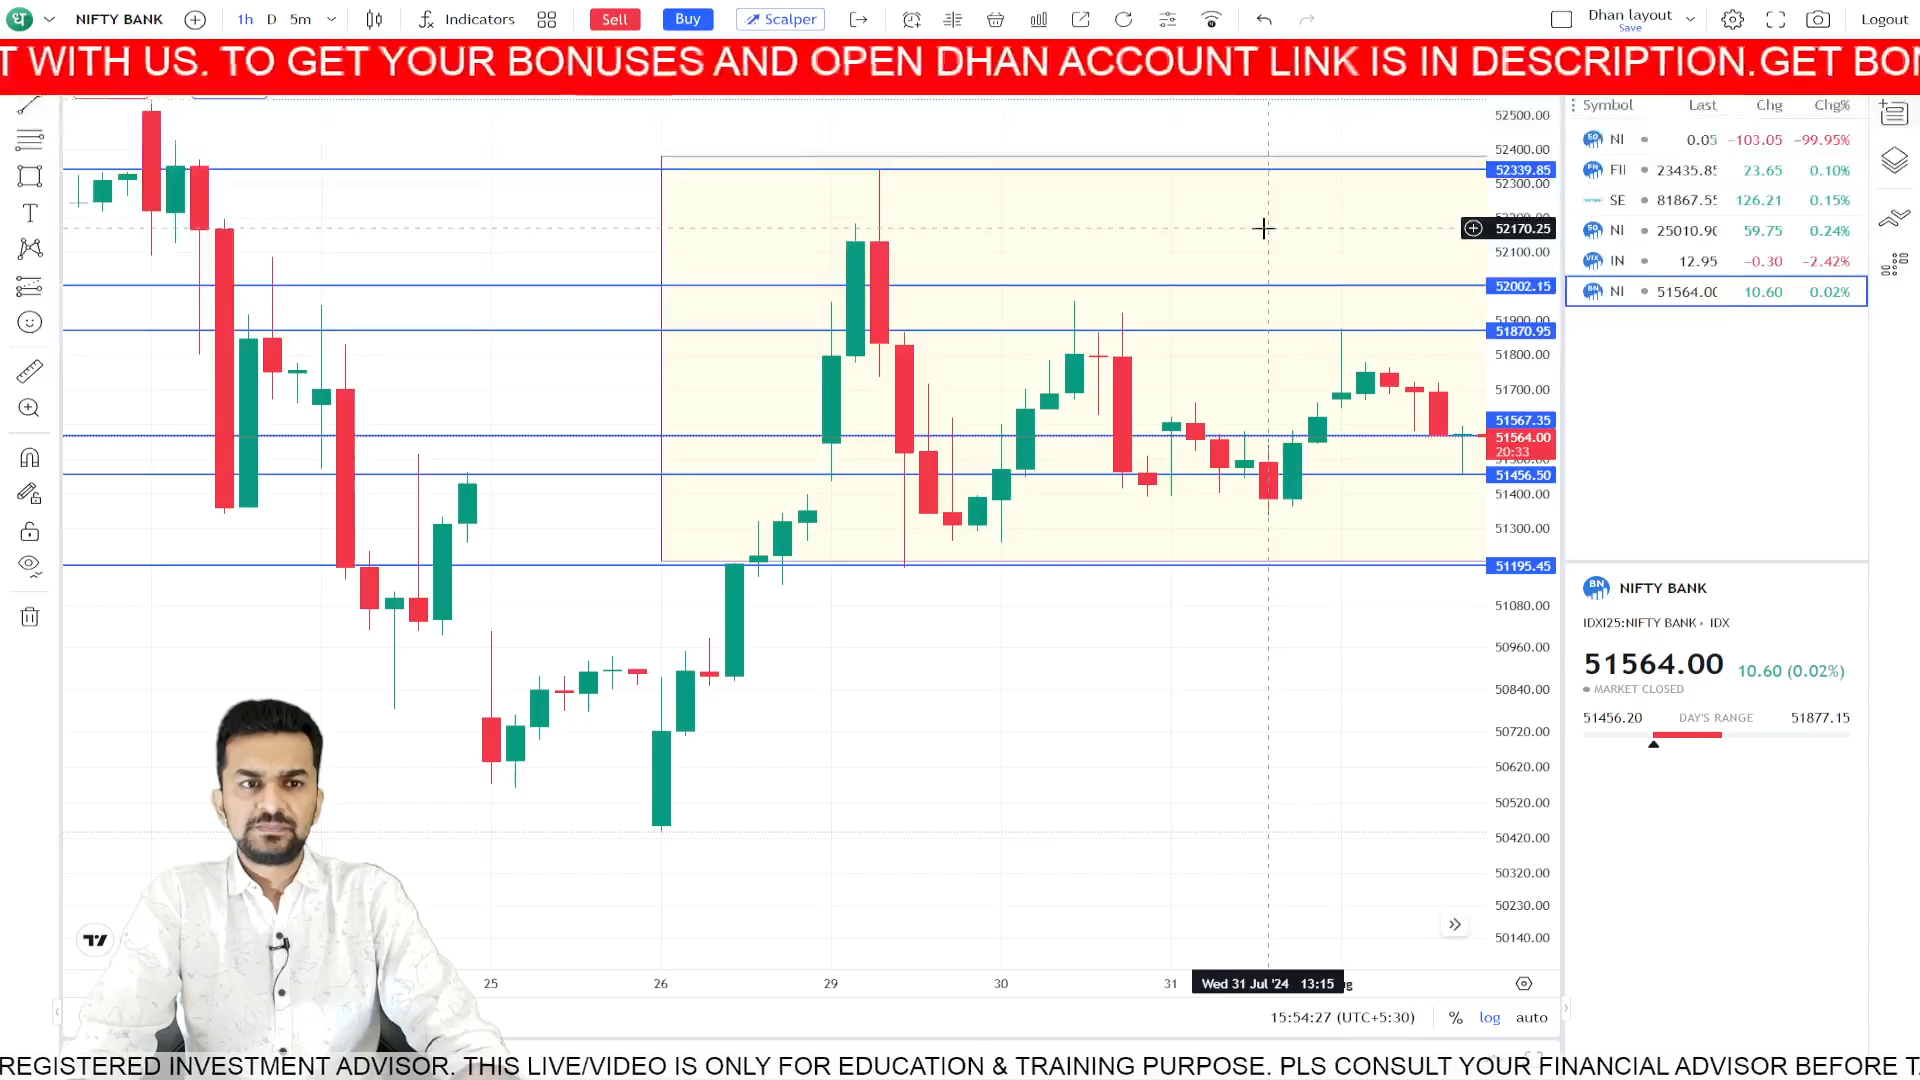 ધ NIFTY BANK 1h D 5m Indicators Sell Buy Scalper Dhan layout Save Logout
T WITH US. TO GET YOUR BONUSES AND OPEN DHAN ACCOUNT LINK IS IN DESCRIPTION.GET BON
Symbol Last Chg Chg%
NI 0.05 −103.05 −99.95%
FII 23435.85 23.65 0.10%
SE 81867.55 126.21 0.15%
NI 25010.90 59.75 0.24%
IN 12.95 −0.30 −2.42%
NI 51564.00 10.60 0.02%
52500.00
52400.00
52339.85
52300.00
52170.25
52100.00
52002.15
51900.00
51870.95
51800.00
51700.00
51567.35
51564.00
20:33
51456.50
51400.00
51300.00
51195.45
51080.00
50960.00
50840.00
50720.00
50620.00
50520.00
50420.00
50320.00
50230.00
50140.00
BN NIFTY BANK
IDXI25:NIFTY BANK • IDX
51564.00 10.60 (0.02%)
MARKET CLOSED
51456.20 DAY'S RANGE 51877.15
25 26 29 30 31 Wed 31 Jul '24 13:15
15:54:27 (UTC+5:30) % log auto
REGISTERED INVESTMENT ADVISOR. THIS LIVE/VIDEO IS ONLY FOR EDUCATION & TRAINING PURPOSE. PLS CONSULT YOUR FINANCIAL ADVISOR BEFORE T